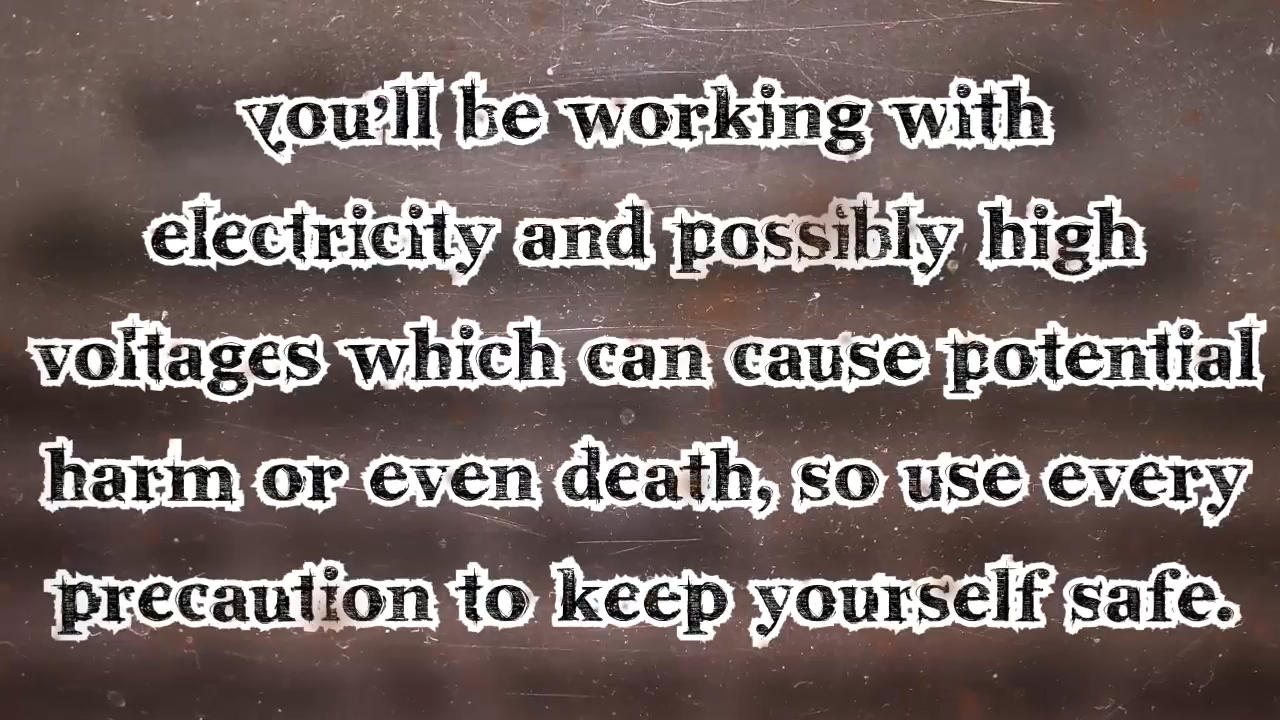 you'll be working with
electricity and possibly high
voltages which can cause potential
harm or even death, so use every
precaution to keep yourself safe.